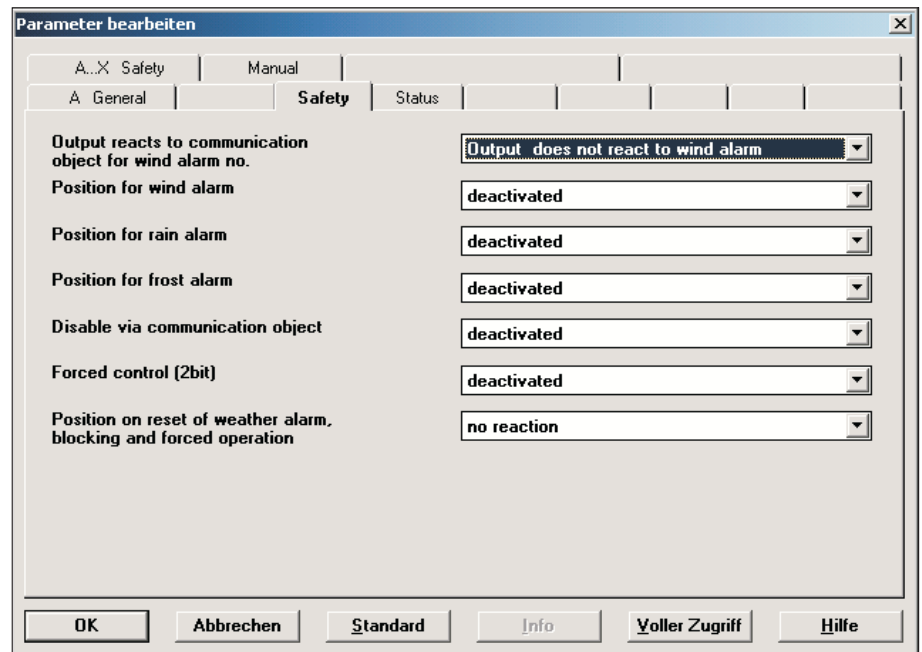 Parameter bearbeiten
A...X Safety
Manual
A General
Safety
Status
Output reacts to communication
object for wind alarm no.
Output does not react to wind alarm
Position for wind alarm
deactivated
Position for rain alarm
deactivated
Position for frost alarm
deactivated
Disable via communication object
deactivated
Forced control (2bit)
deactivated
Position on reset of weather alarm,
blocking and forced operation
no reaction
OK
Abbrechen
Standard
Info
Voller Zugriff
Hilfe